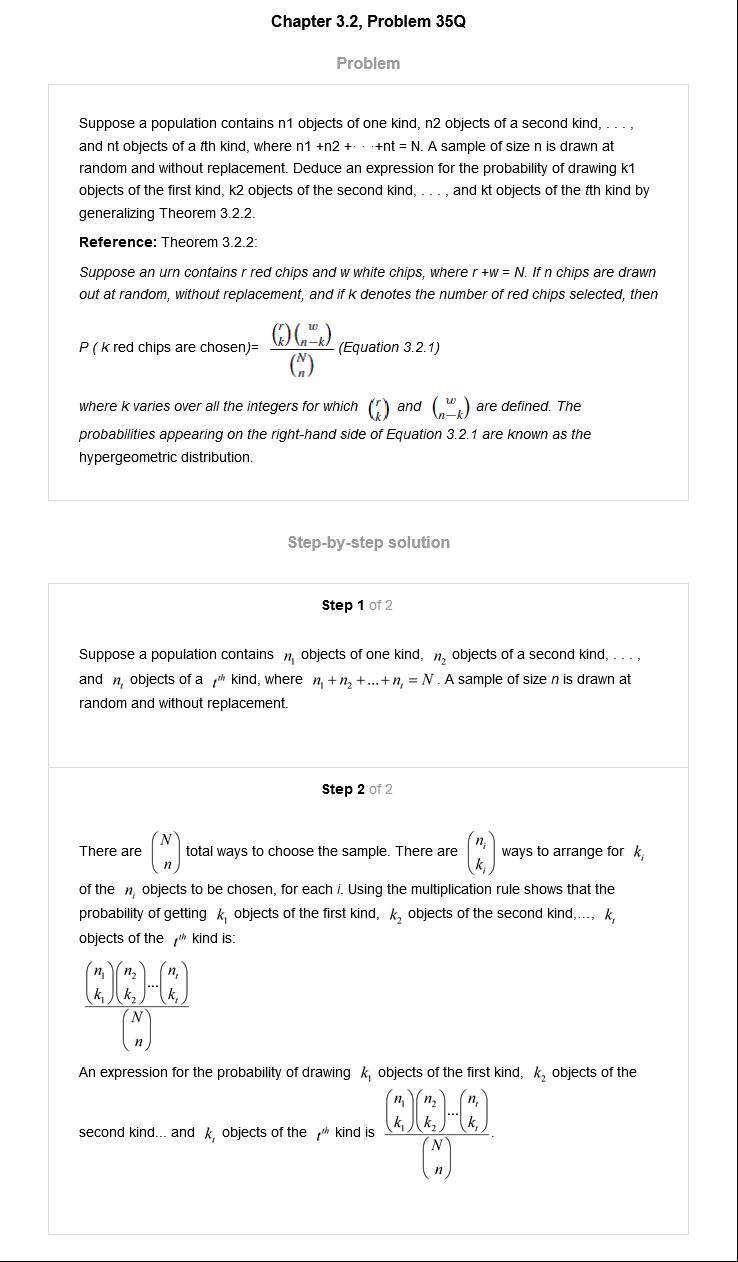 Chapter 3.2, Problem 35Q
Problem
Suppose a population contains n1 objects of one kind, n2 objects of a second kind, . . . ,
and nt objects of a tth kind, where n1 +n2 +· · ·+nt = N. A sample of size n is drawn at
random and without replacement. Deduce an expression for the probability of drawing k1
objects of the first kind, k2 objects of the second kind, . . . , and kt objects of the tth kind by
generalizing Theorem 3.2.2.
Reference: Theorem 3.2.2:
Suppose an urn contains r red chips and w white chips, where r +w = N. If n chips are drawn
out at random, without replacement, and if k denotes the number of red chips selected, then
P ( k red chips are chosen)= \frac{\binom{r}{k}\binom{w}{n-k}}{\binom{N}{n}} (Equation 3.2.1)
where k varies over all the integers for which \binom{r}{k} and \binom{w}{n-k} are defined. The
probabilities appearing on the right-hand side of Equation 3.2.1 are known as the
hypergeometric distribution.
Step-by-step solution
Step 1 of 2
Suppose a population contains n_1 objects of one kind, n_2 objects of a second kind, . . . ,
and n_t objects of a t^{th} kind, where n_1 + n_2 + ... + n_t = N . A sample of size n is drawn at
random and without replacement.
Step 2 of 2
There are \binom{N}{n} total ways to choose the sample. There are \binom{n_i}{k_i} ways to arrange for k_i
of the n_i objects to be chosen, for each i. Using the multiplication rule shows that the
probability of getting k_1 objects of the first kind, k_2 objects of the second kind,..., k_t
objects of the t^{th} kind is:
\frac{\binom{n_1}{k_1}\binom{n_2}{k_2}...\binom{n_t}{k_t}}{\binom{N}{n}}
An expression for the probability of drawing k_1 objects of the first kind, k_2 objects of the
second kind... and k_t objects of the t^{th} kind is \frac{\binom{n_1}{k_1}\binom{n_2}{k_2}...\binom{n_t}{k_t}}{\binom{N}{n}}.